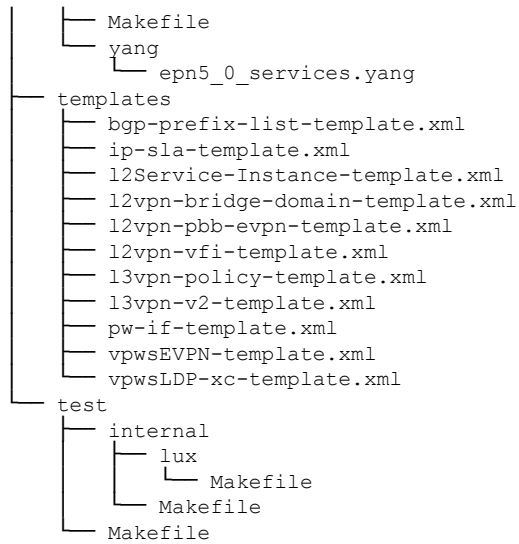 Makefile
yang
epn5_0_services.yang
templates
bgp-prefix-list-template.xml
ip-sla-template.xml
l2Service-Instance-template.xml
l2vpn-bridge-domain-template.xml
l2vpn-pbb-evpn-template.xml
l2vpn-vfi-template.xml
l3vpn-policy-template.xml
l3vpn-v2-template.xml
pw-if-template.xml
vpwsEVPN-template.xml
vpwsLDP-xc-template.xml
test
internal
lux
Makefile
Makefile
Makefile